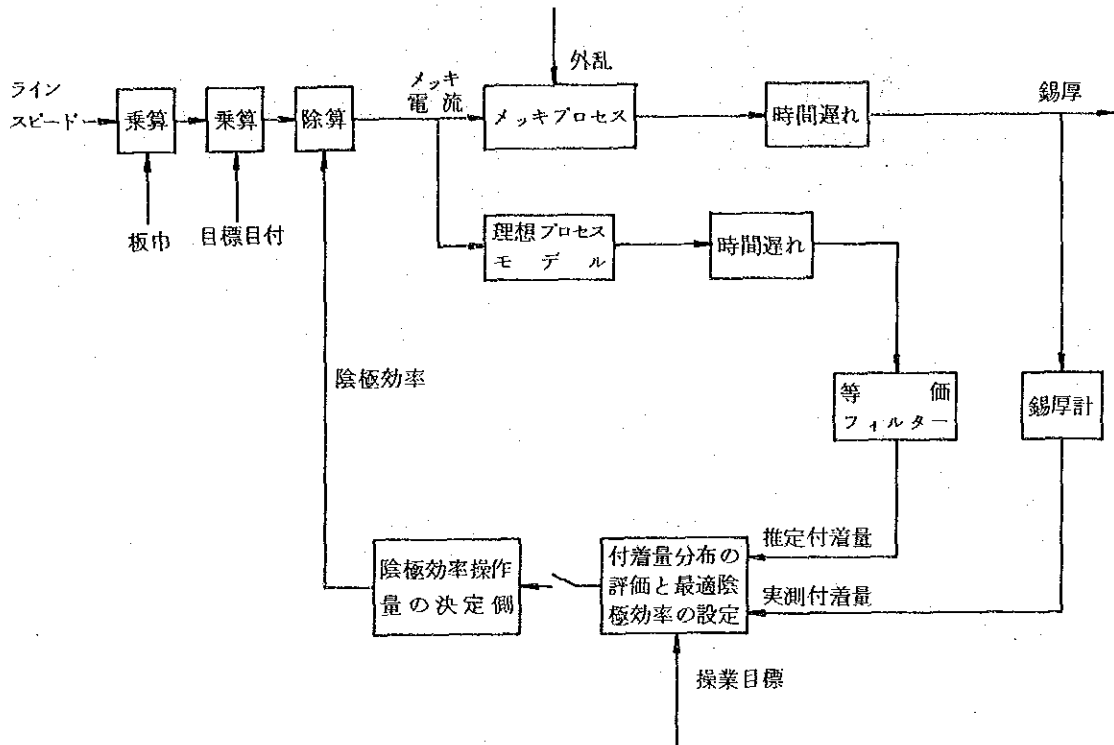 外乱
ライン
スピード
乗算
乗算
除算
メッキ
電流
メッキプロセス
時間遅れ
錫厚
板巾
目標目付
理想プロセス
モデル
時間遅れ
陰極効率
等価
フィルター
錫厚計
推定付着量
実測付着量
陰極効率操作
量の決定側
付着量分布の
評価と最適陰
極効率の設定
操業目標